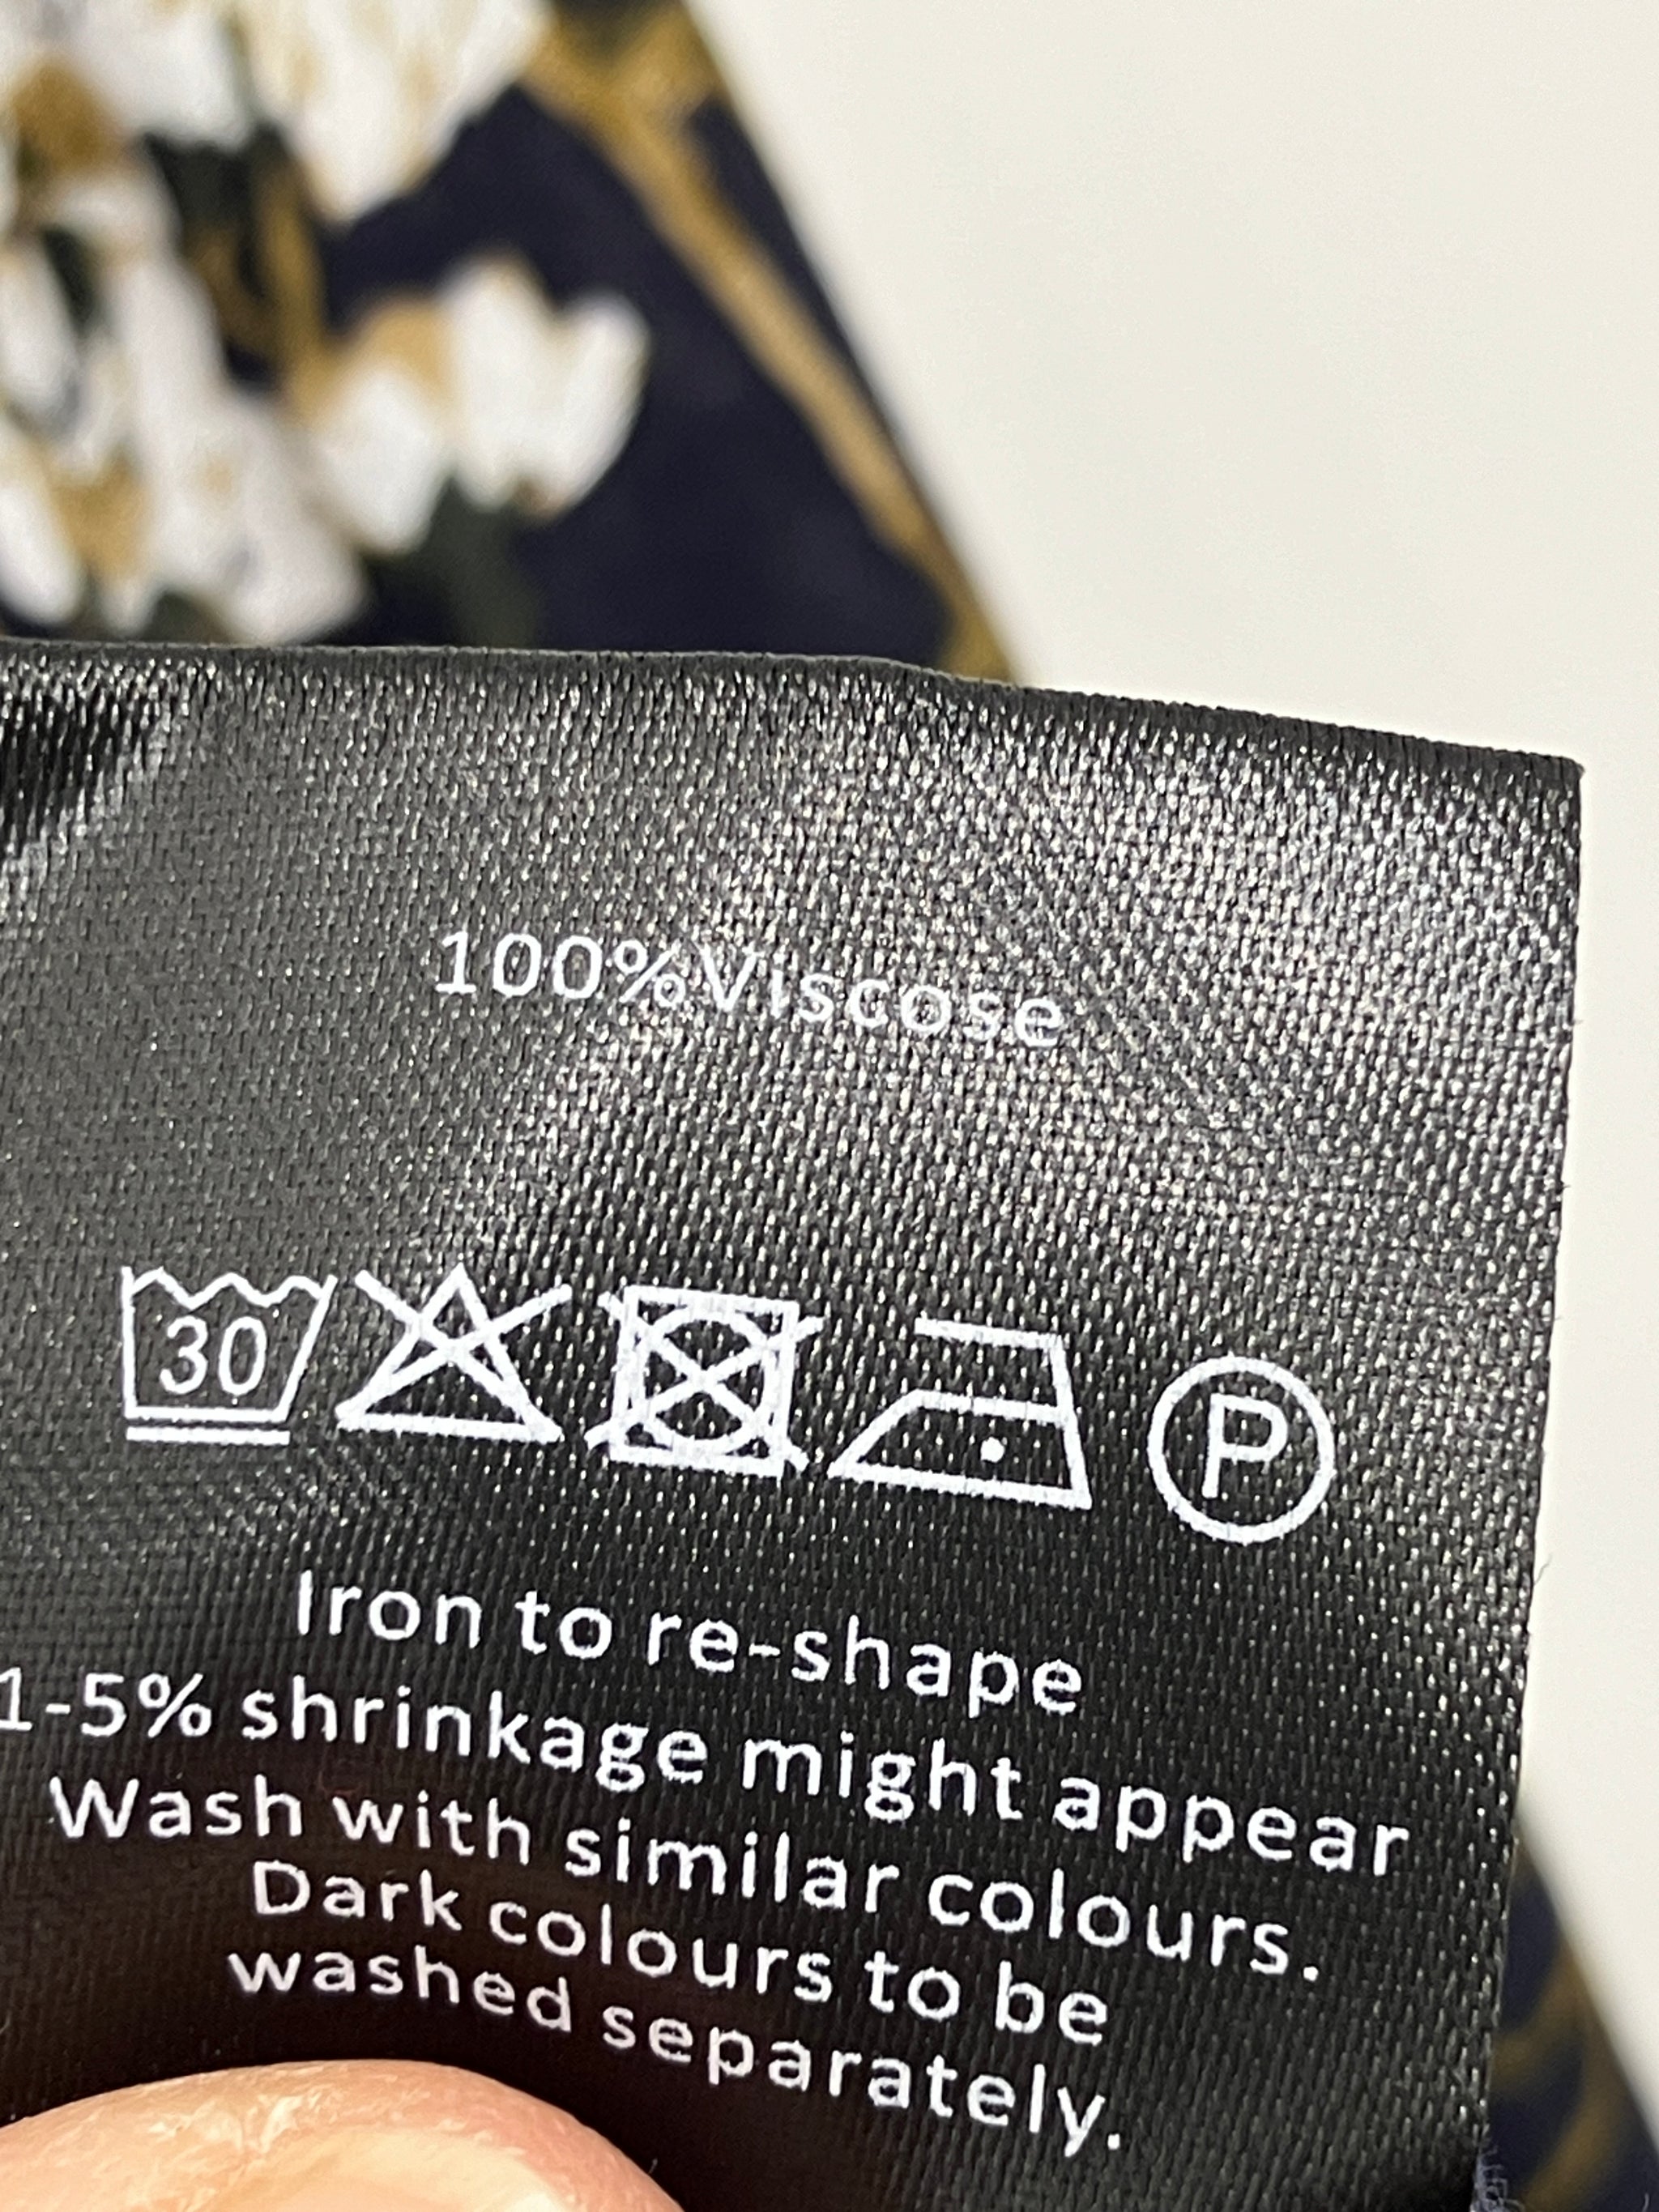 100%Viscose
30 P
Iron to re-shape
1-5% shrinkage might appear
Wash with similar colours.
Dark colours to be
washed separately.